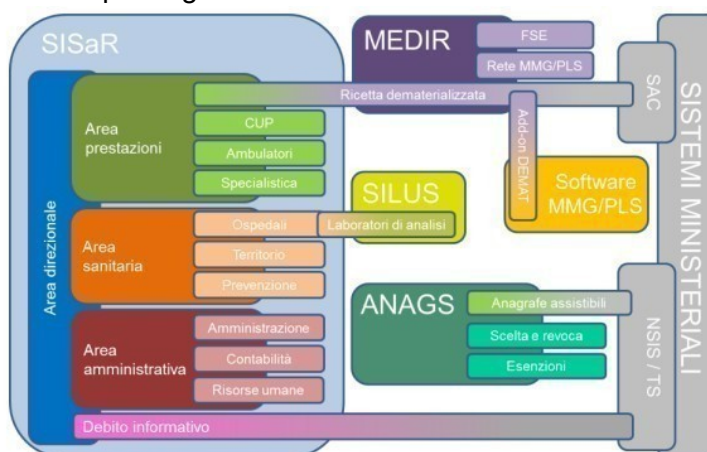 SISaR
Area direzionale
Area
prestazioni
CUP
Ambulatori
Specialistica
Area
sanitaria
Ospedali
Territorio
Prevenzione
Area
amministrativa
Amministrazione
Contabilità
Risorse umane
Debito informativo
MEDIR
FSE
Rete MMG/PLS
Ricetta dematerializzata
Add-on DEMAT
SILUS
Laboratori di analisi
Software
MMG/PLS
ANAGS
Anagrafe assistibili
Scelta e revoca
Esenzioni
SAC
NSIS / TS
SISTEMI MINISTERIALI